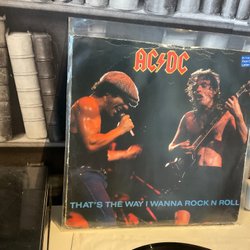 AC⚡DC
THAT'S THE WAY I WANNA ROCK N ROLL